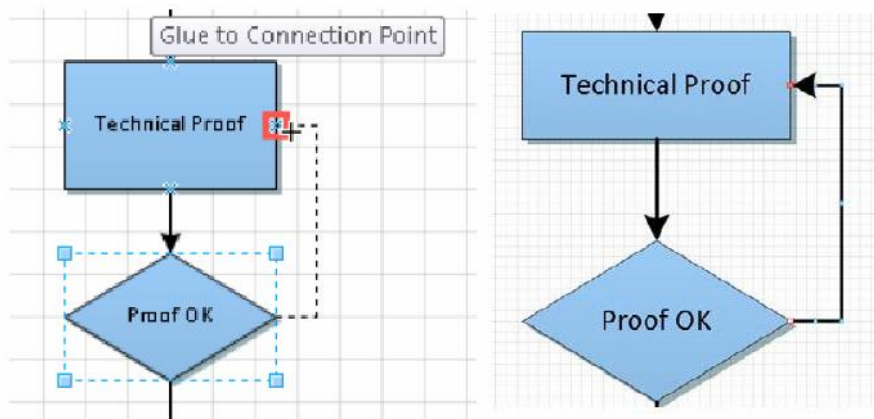 Glue to Connection Point
Technical Proof
Proof OK
Technical Proof
Proof OK